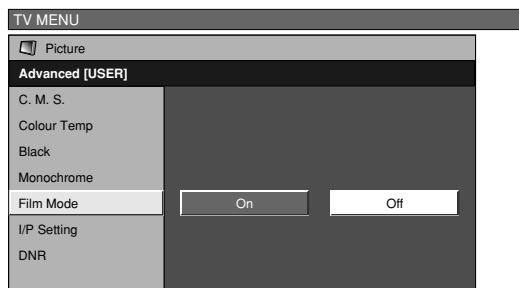 TV MENU
Picture
Advanced [USER]
C. M. S.
Colour Temp
Black
Monochrome
Film Mode On Off
I/P Setting
DNR